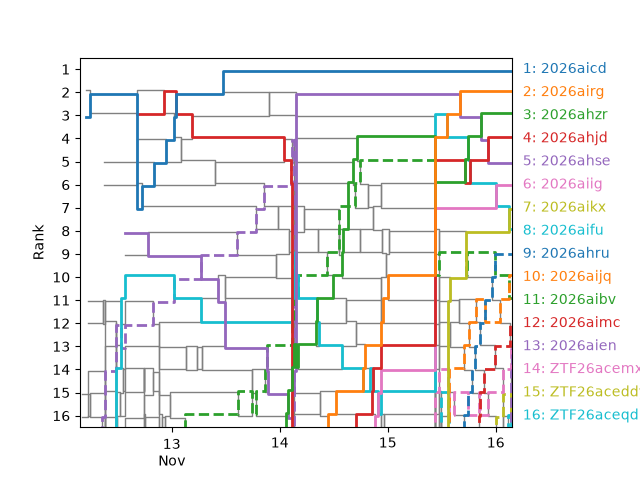 1
2
3
4
5
6
7
8
9
10
11
12
13
14
15
16
Rank
13
14
15
16
Nov
1: 2026aicd
2: 2026airg
3: 2026ahzr
4: 2026ahjd
5: 2026ahse
6: 2026aiig
7: 2026aikx
8: 2026aifu
9: 2026ahru
10: 2026aijq
11: 2026aibv
12: 2026aimc
13: 2026aien
14: ZTF26acemx
15: ZTF26acedd
16: ZTF26aceqd